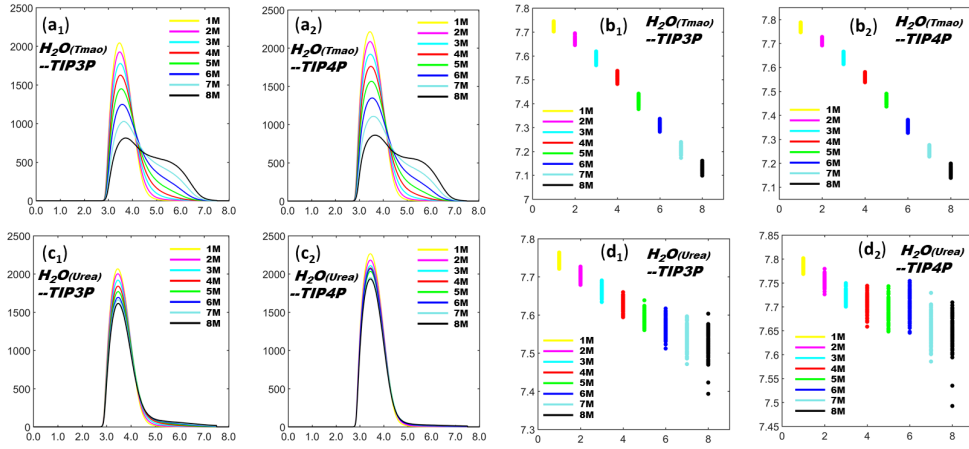 (a₁)
H₂O(Tmao)
--TIP3P
1M
2M
3M
4M
5M
6M
7M
8M
2500
2000
1500
1000
500
0
0.0 1.0 2.0 3.0 4.0 5.0 6.0 7.0 8.0
(a₂)
H₂O(Tmao)
--TIP4P
1M
2M
3M
4M
5M
6M
7M
8M
2500
2000
1500
1000
500
0
0.0 1.0 2.0 3.0 4.0 5.0 6.0 7.0 8.0
(b₁)
H₂O(Tmao)
--TIP3P
1M
2M
3M
4M
5M
6M
7M
8M
7.8
7.7
7.6
7.5
7.4
7.3
7.2
7.1
7
0 2 4 6 8
(b₂)
H₂O(Tmao)
--TIP4P
1M
2M
3M
4M
5M
6M
7M
8M
7.8
7.7
7.6
7.5
7.4
7.3
7.2
7.1
0 2 4 6 8
(c₁)
H₂O(Urea)
--TIP3P
1M
2M
3M
4M
5M
6M
7M
8M
2500
2000
1500
1000
500
0
0.0 1.0 2.0 3.0 4.0 5.0 6.0 7.0 8.0
(c₂)
H₂O(Urea)
--TIP4P
1M
2M
3M
4M
5M
6M
7M
8M
2500
2000
1500
1000
500
0
0.0 1.0 2.0 3.0 4.0 5.0 6.0 7.0 8.0
(d₁)
H₂O(Urea)
--TIP3P
1M
2M
3M
4M
5M
6M
7M
8M
7.9
7.8
7.7
7.6
7.5
7.4
7.3
0 2 4 6 8
(d₂)
H₂O(Urea)
--TIP4P
1M
2M
3M
4M
5M
6M
7M
8M
7.85
7.8
7.75
7.7
7.65
7.6
7.55
7.5
7.45
0 2 4 6 8